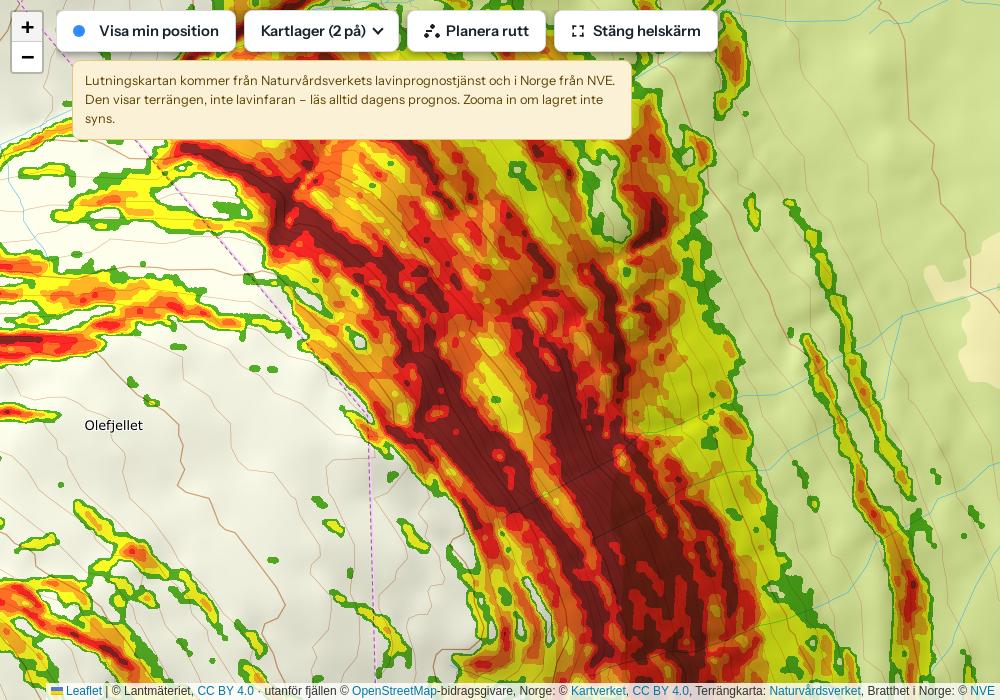 +
−
Visa min position
Kartlager (2 på)
Planera rutt
Stäng helskärm
Lutningskartan kommer från Naturvårdsverkets lavinprognostjänst och i Norge från NVE.
Den visar terrängen, inte lavinfaran – läs alltid dagens prognos. Zooma in om lagret inte
syns.
Olefjellet
Leaflet | © Lantmäteriet, CC BY 4.0 · utanför fjällen © OpenStreetMap-bidragsgivare, Norge: © Kartverket, CC BY 4.0, Terrängkarta: Naturvårdsverket, Bratthet i Norge: © NVE